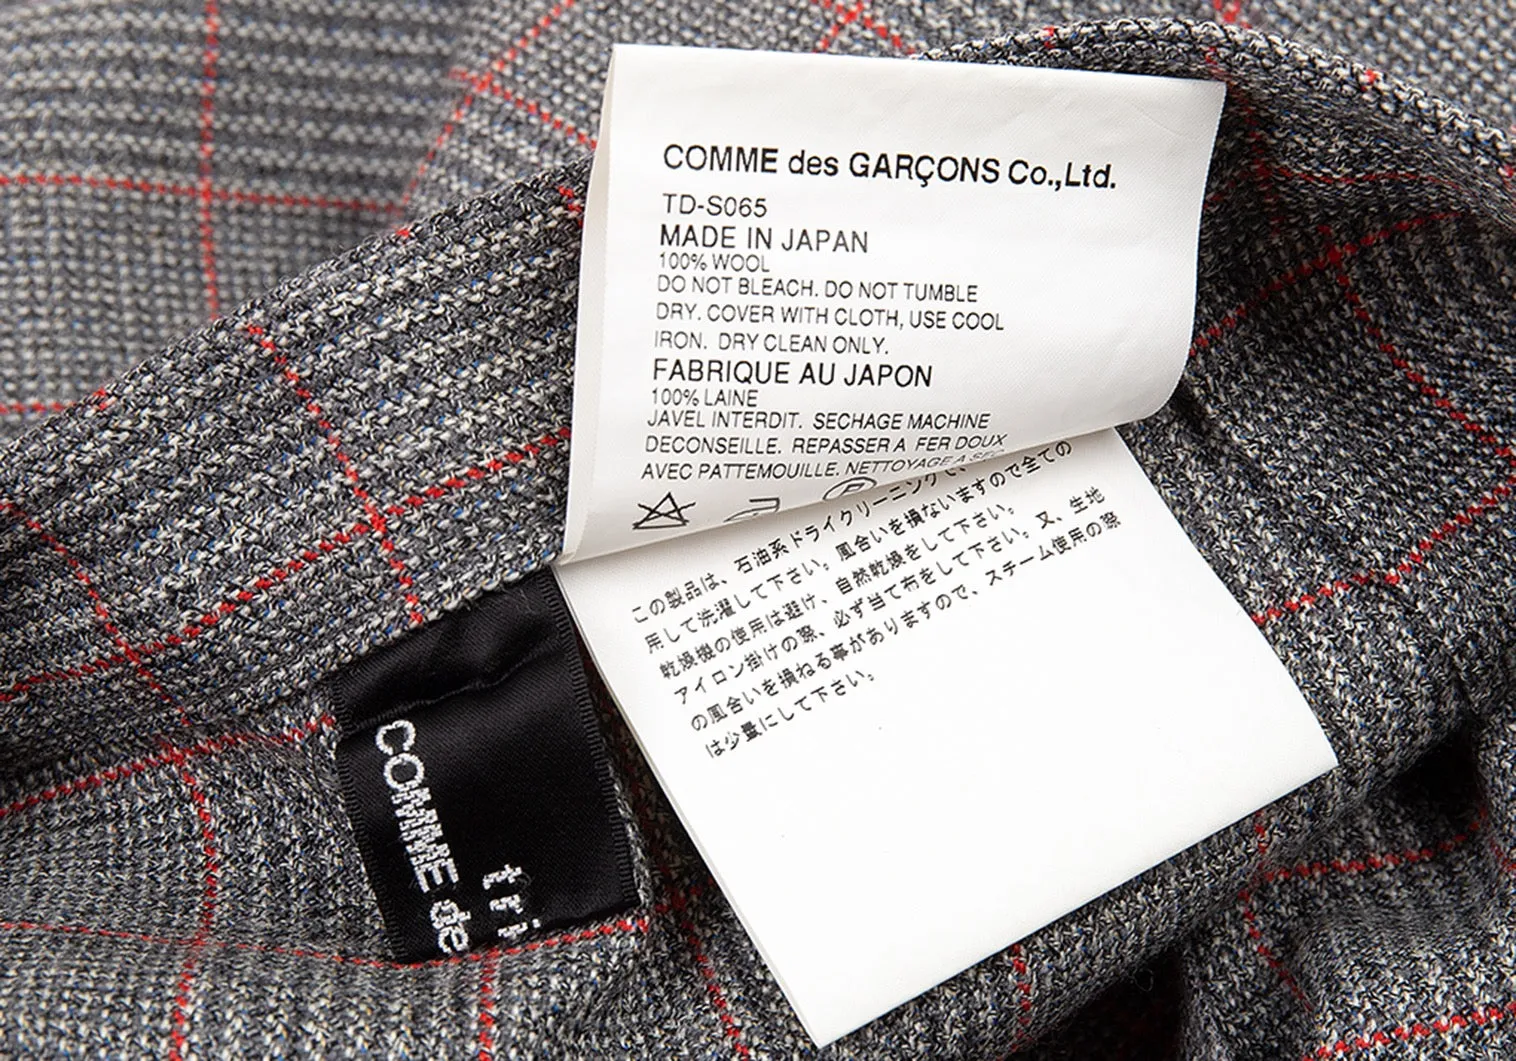 COMME des GARÇONS Co.,Ltd.
TD-S065
MADE IN JAPAN
100% WOOL
DO NOT BLEACH. DO NOT TUMBLE
DRY. COVER WITH CLOTH, USE COOL
IRON. DRY CLEAN ONLY.
FABRIQUE AU JAPON
100% LAINE
JAVEL INTERDIT. SECHAGE MACHINE
DECONSEILLE. REPASSER A FER DOUX
AVEC PATTEMOUILLE. NETTOYAGE A SEC
この製品は、石油系ドライクリーニング
用して洗濯して下さい。風合いを損ないますので全ての
乾燥機の使用は避け、自然乾燥をして下さい。
アイロン掛けの際、必ず当て布をして下さい。又、生地
の風合いを損ねる事がありますので、スチーム使用の際
は少量にして下さい。
tri
COMME de